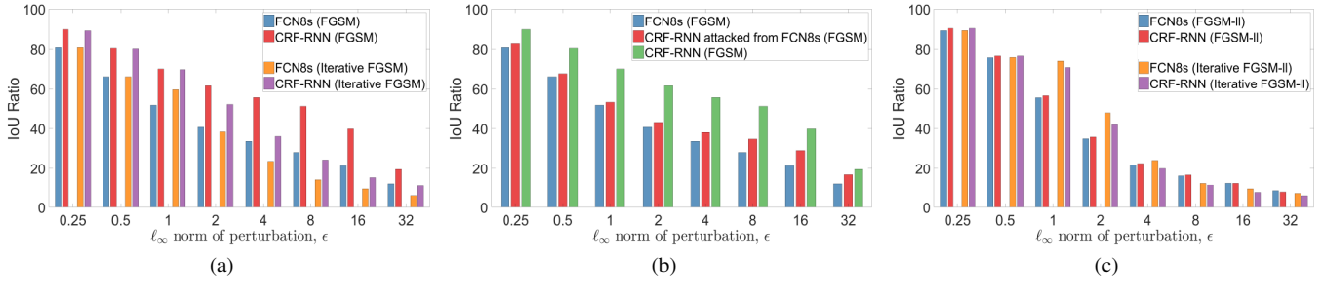 100
80
60
40
20
0
IoU Ratio
FCN8s (FGSM)
CRF-RNN (FGSM)
FCN8s (Iterative FGSM)
CRF-RNN (Iterative FGSM)
0.25 0.5 1 2 4 8 16 32
ℓ∞ norm of perturbation, ϵ
(a)
100
80
60
40
20
0
IoU Ratio
FCN8s (FGSM)
CRF-RNN attacked from FCN8s (FGSM)
CRF-RNN (FGSM)
0.25 0.5 1 2 4 8 16 32
ℓ∞ norm of perturbation, ϵ
(b)
100
80
60
40
20
0
IoU Ratio
FCN8s (FGSM-II)
CRF-RNN (FGSM-II)
FCN8s (Iterative FGSM-II)
CRF-RNN (Iterative FGSM-I)
0.25 0.5 1 2 4 8 16 32
ℓ∞ norm of perturbation, ϵ
(c)